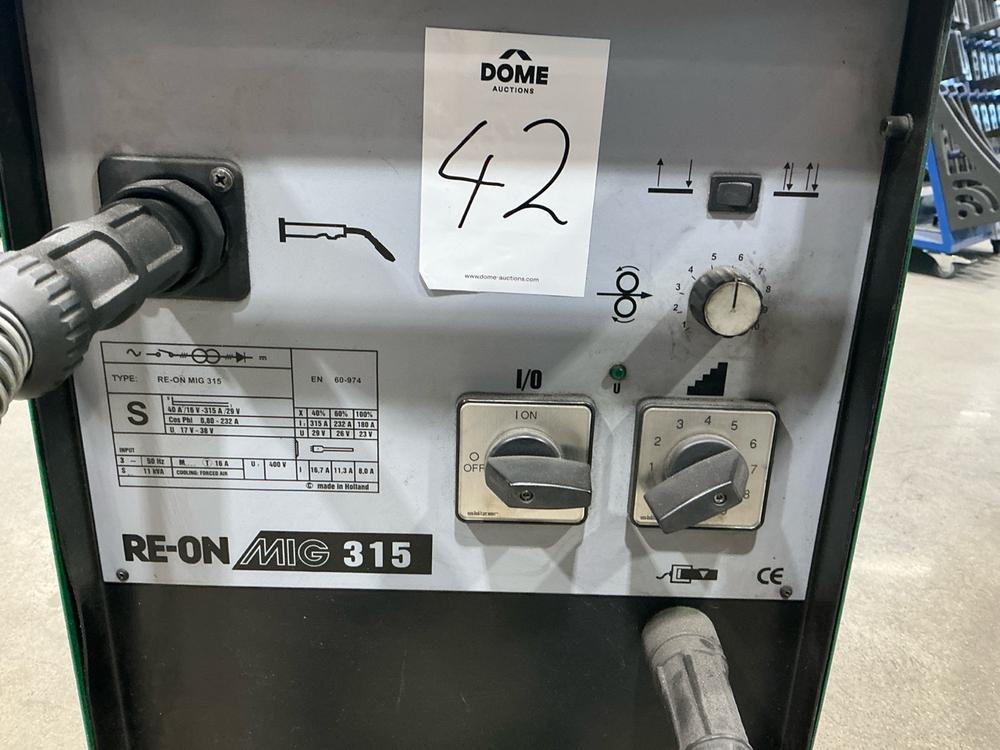 DOME
AUCTIONS
42
www.dome-auctions.com
5 6
4 7
3 8
2
1
TYPE: RE-ON MIG 315
EN 60-974
S
40 A /16 V -315 A /29 V
Cos Phi 0,80 - 232 A
U 17 V - 38 V
X 40% 60% 100%
I 315 A 232 A 180 A
U 29 V 26 V 23 V
INPUT
3 ~ 50 Hz
T 16 A
U 400 V
S 11 kVA
COOLING: FORCED AIR
I 16,7 A 11,3 A 8,0 A
© made in Holland
I/O
U
I ON
O
OFF
1 2 3 4 5 6 7 8
RE-ON MIG 315
CE